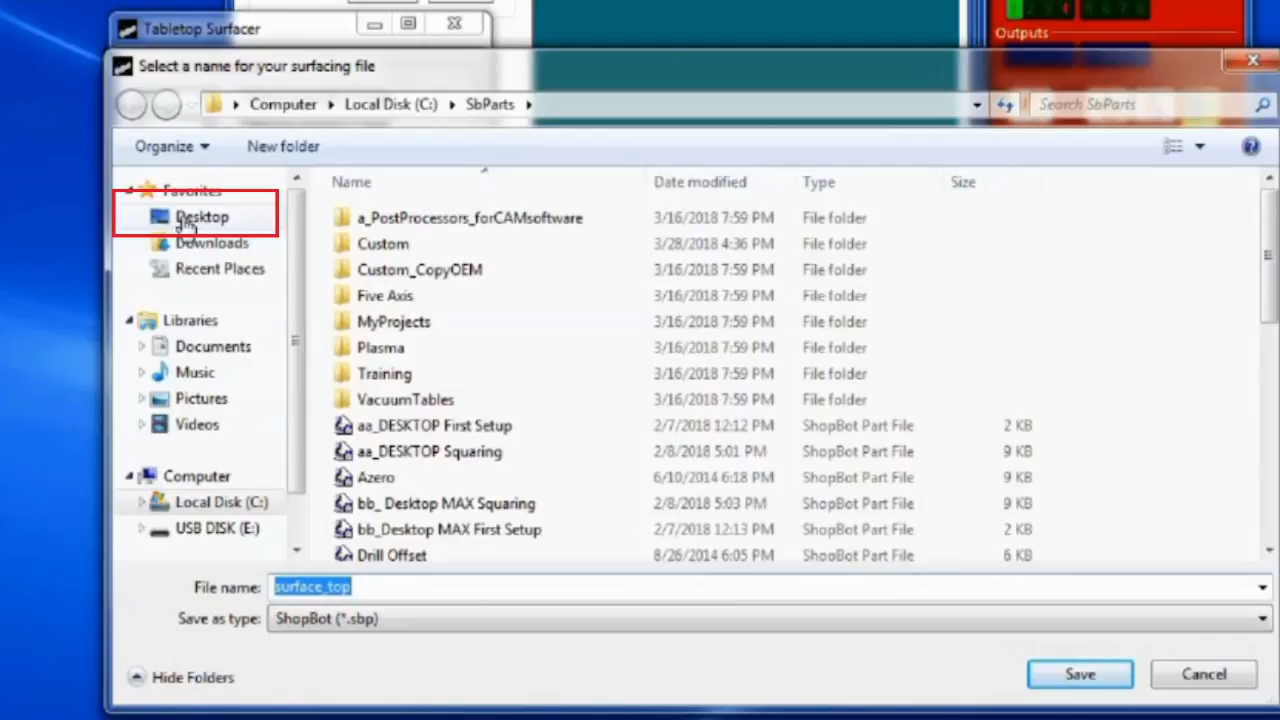 Tabletop Surfacer
1 2 3 4 5 6 7 8
Outputs
Select a name for your surfacing file
Computer Local Disk (C:) SbParts
Search SbParts
Organize New folder
Name Date modified Type Size
Favorites
Desktop
Downloads
Recent Places
Libraries
Documents
Music
Pictures
Videos
Computer
Local Disk (C:)
USB DISK (E:)
a_PostProcessors_forCAMsoftware 3/16/2018 7:59 PM File folder
Custom 3/28/2018 4:36 PM File folder
Custom_CopyOEM 3/16/2018 7:59 PM File folder
Five Axis 3/16/2018 7:59 PM File folder
MyProjects 3/16/2018 7:59 PM File folder
Plasma 3/16/2018 7:59 PM File folder
Training 3/16/2018 7:59 PM File folder
VacuumTables 3/16/2018 7:59 PM File folder
aa_DESKTOP First Setup 2/7/2018 12:12 PM ShopBot Part File 2 KB
aa_DESKTOP Squaring 2/8/2018 5:01 PM ShopBot Part File 9 KB
Azero 6/10/2014 6:18 PM ShopBot Part File 9 KB
bb_ Desktop MAX Squaring 2/8/2018 5:03 PM ShopBot Part File 9 KB
bb_Desktop MAX First Setup 2/7/2018 12:13 PM ShopBot Part File 2 KB
Drill Offset 8/26/2014 6:05 PM ShopBot Part File 6 KB
File name: surface_top
Save as type: ShopBot (*.sbp)
Hide Folders
Save Cancel